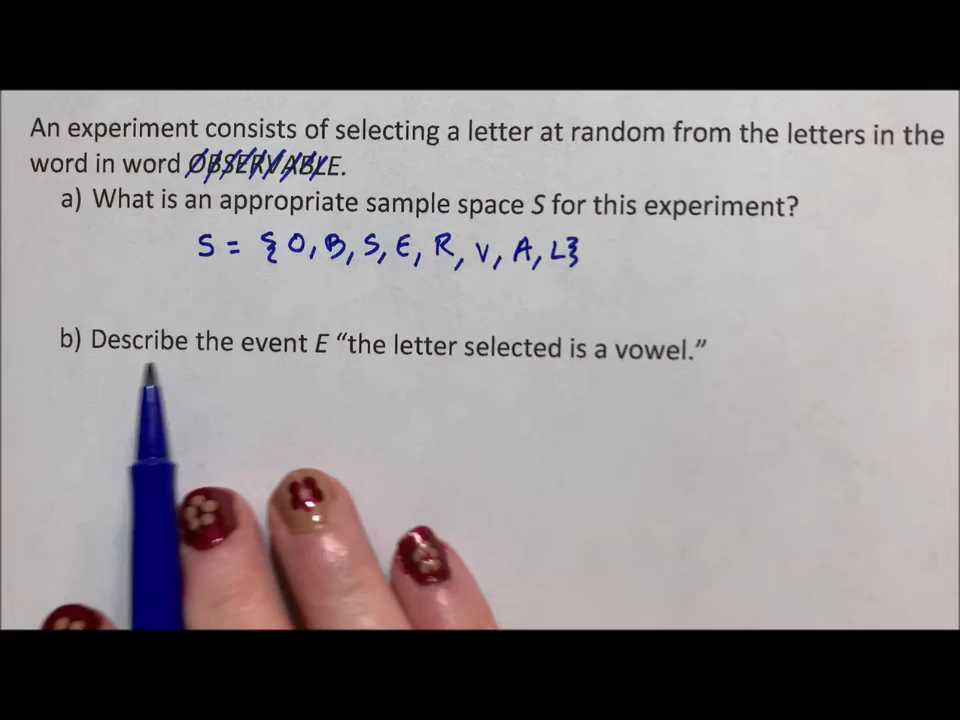 An experiment consists of selecting a letter at random from the letters in the
word in word OBSERVABLE.
a) What is an appropriate sample space S for this experiment?
S = {O, B, S, E, R, V, A, L}
b) Describe the event E “the letter selected is a vowel.”